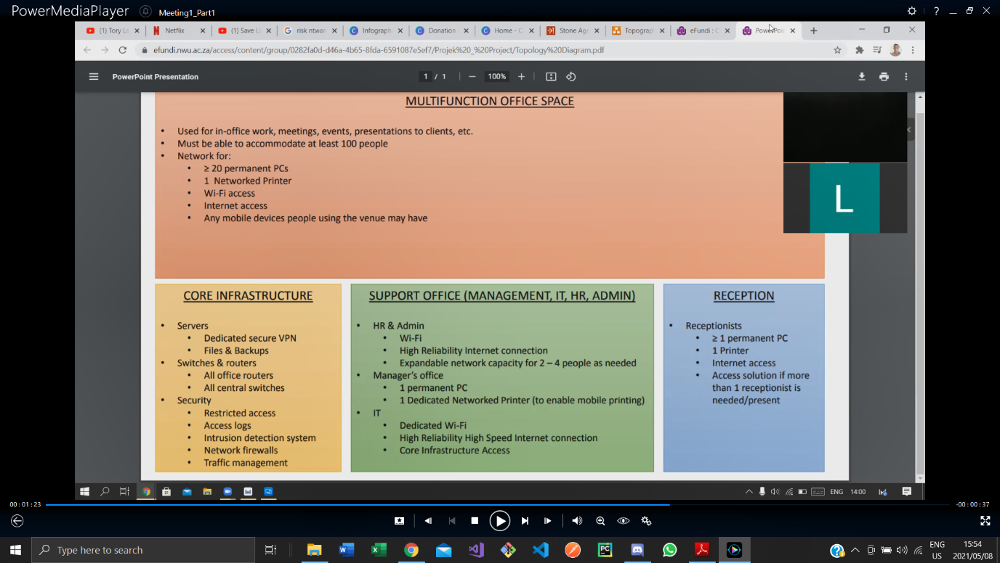 PowerMediaPlayer Meeting1_Part1
(1) Tory La Netflix (1) Save U risk ntwan Infograph Donation Home - C Stone Age Topograp eFundi : C PowerPoin
efundi.nwu.ac.za/access/content/group/0282fa0d-d46a-4b65-8fda-6591087e5ef7/Projek%20_%20Project/Topology%20Diagram.pdf
PowerPoint Presentation 1 / 1 100%
MULTIFUNCTION OFFICE SPACE
• Used for in-office work, meetings, events, presentations to clients, etc.
• Must be able to accommodate at least 100 people
• Network for:
• ≥ 20 permanent PCs
• 1 Networked Printer
• Wi-Fi access
• Internet access
• Any mobile devices people using the venue may have
L
CORE INFRASTRUCTURE
• Servers
• Dedicated secure VPN
• Files & Backups
• Switches & routers
• All office routers
• All central switches
• Security
• Restricted access
• Access logs
• Intrusion detection system
• Network firewalls
• Traffic management
SUPPORT OFFICE (MANAGEMENT, IT, HR, ADMIN)
• HR & Admin
• Wi-Fi
• High Reliability Internet connection
• Expandable network capacity for 2 – 4 people as needed
• Manager's office
• 1 permanent PC
• 1 Dedicated Networked Printer (to enable mobile printing)
• IT
• Dedicated Wi-Fi
• High Reliability High Speed Internet connection
• Core Infrastructure Access
RECEPTION
• Receptionists
• ≥ 1 permanent PC
• 1 Printer
• Internet access
• Access solution if more
than 1 receptionist is
needed/present
ENG 14:00
00:01:23 -00:00:37
Type here to search
ENG 15:54
US 2021/05/08